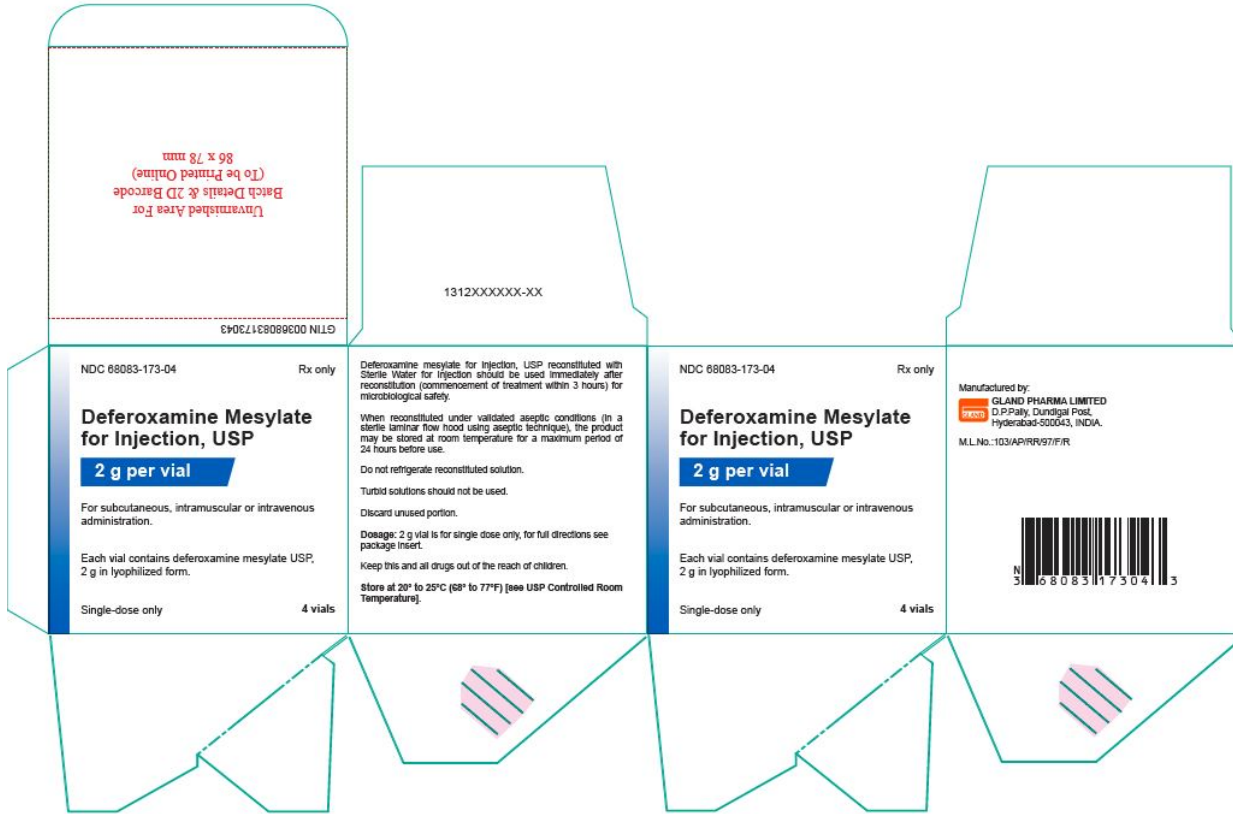 Unvarnished Area For
Batch Details & 2D Barcode
(To be Printed Online)
86 x 78 mm
GTIN 00368083173043
1312XXXXXX-XX
NDC 68083-173-04 Rx only
Deferoxamine Mesylate
for Injection, USP
2 g per vial
For subcutaneous, intramuscular or intravenous
administration.
Each vial contains deferoxamine mesylate USP,
2 g in lyophilized form.
Single-dose only 4 vials
Deferoxamine mesylate for Injection, USP reconstituted with
Sterile Water for Injection should be used immediately after
reconstitution (commencement of treatment within 3 hours) for
microbiological safety.
When reconstituted under validated aseptic conditions (in a
sterile laminar flow hood using aseptic technique), the product
may be stored at room temperature for a maximum period of
24 hours before use.
Do not refrigerate reconstituted solution.
Turbid solutions should not be used.
Discard unused portion.
Dosage: 2 g vial is for single dose only, for full directions see
package insert.
Keep this and all drugs out of the reach of children.
Store at 20° to 25°C (68° to 77°F) [see USP Controlled Room
Temperature].
NDC 68083-173-04 Rx only
Deferoxamine Mesylate
for Injection, USP
2 g per vial
For subcutaneous, intramuscular or intravenous
administration.
Each vial contains deferoxamine mesylate USP,
2 g in lyophilized form.
Single-dose only 4 vials
Manufactured by:
GLAND
GLAND PHARMA LIMITED
D.P.Pally, Dundigal Post,
Hyderabad-500043, INDIA.
M.L.No.:103/AP/RR/97/F/R
N
3 68083 17304 3